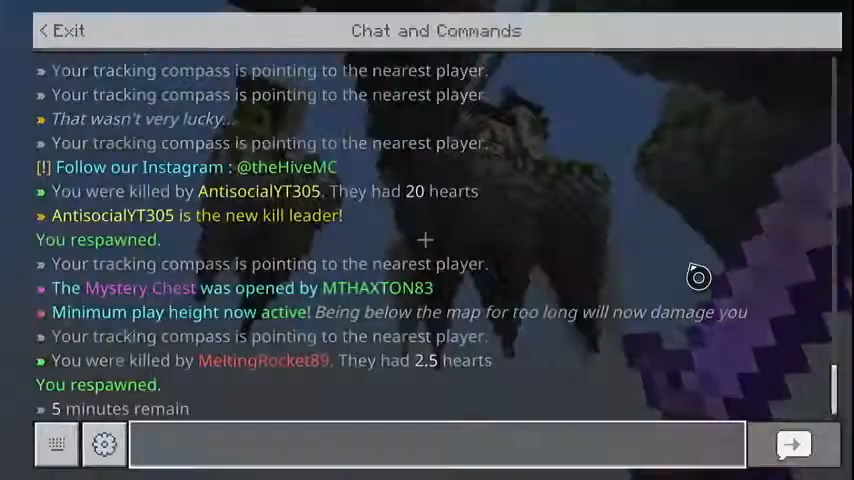 < Exit
Chat and Commands
» Your tracking compass is pointing to the nearest player.
» Your tracking compass is pointing to the nearest player.
» That wasn't very lucky...
» Your tracking compass is pointing to the nearest player.
[!] Follow our Instagram : @theHiveMC
» You were killed by AntisocialYT305. They had 20 hearts
» AntisocialYT305 is the new kill leader!
You respawned.
» Your tracking compass is pointing to the nearest player.
» The Mystery Chest was opened by MTHAXTON83
» Minimum play height now active! Being below the map for too long will now damage you
» Your tracking compass is pointing to the nearest player.
» You were killed by MeltingRocket89. They had 2.5 hearts
You respawned.
» 5 minutes remain